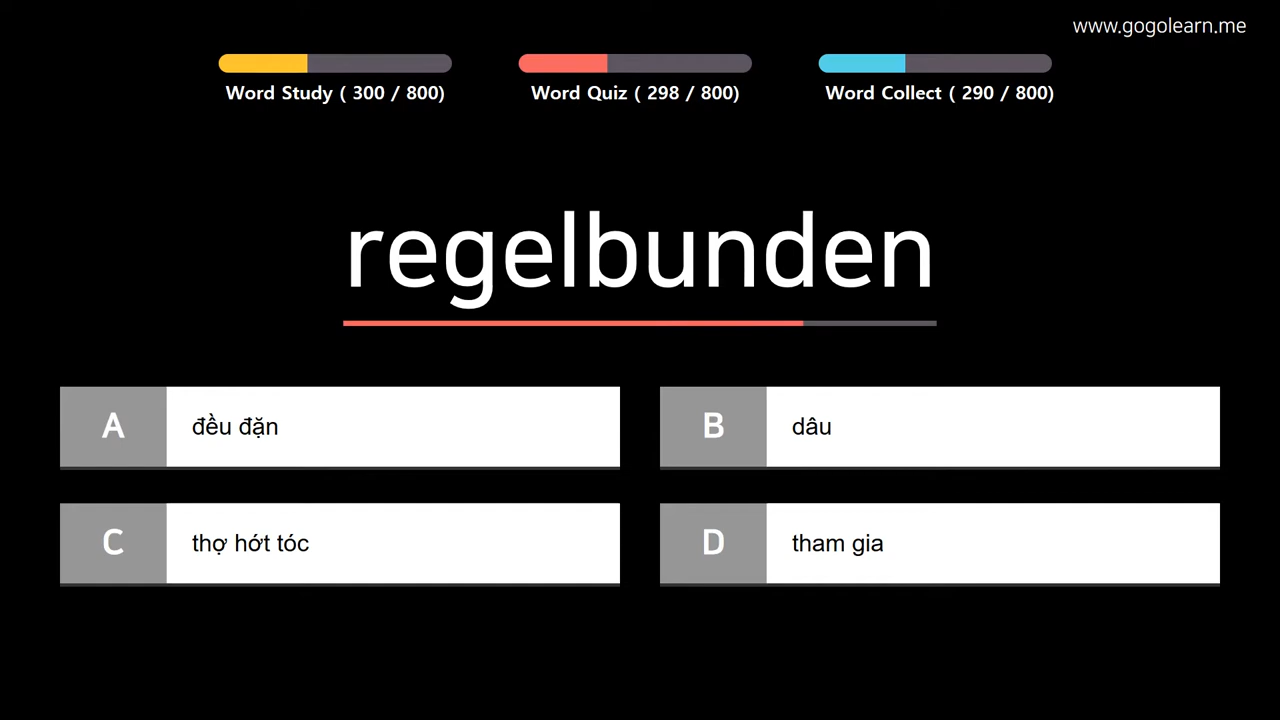 www.gogolearn.me
Word Study ( 300 / 800)
Word Quiz ( 298 / 800)
Word Collect ( 290 / 800)
regelbunden
A đều đặn
B dâu
C thợ hớt tóc
D tham gia